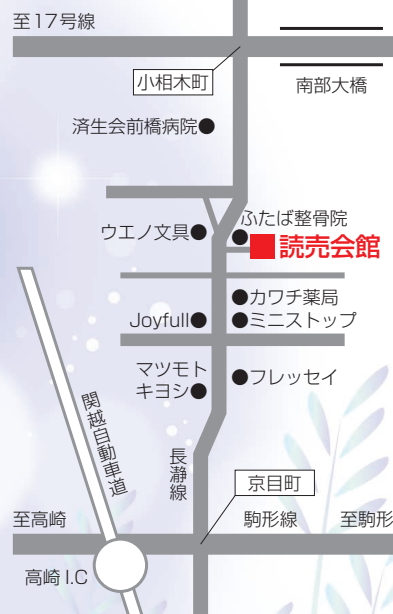 至17号線
小相木町
南部大橋
済生会前橋病院
ウエノ文具
ふたば整骨院
読売会館
カワチ薬局
Joyfull
ミニストップ
マツモト
キヨシ
フレッセイ
関越自動車道
長瀞線
京目町
至高崎
駒形線
至駒形
高崎I.C